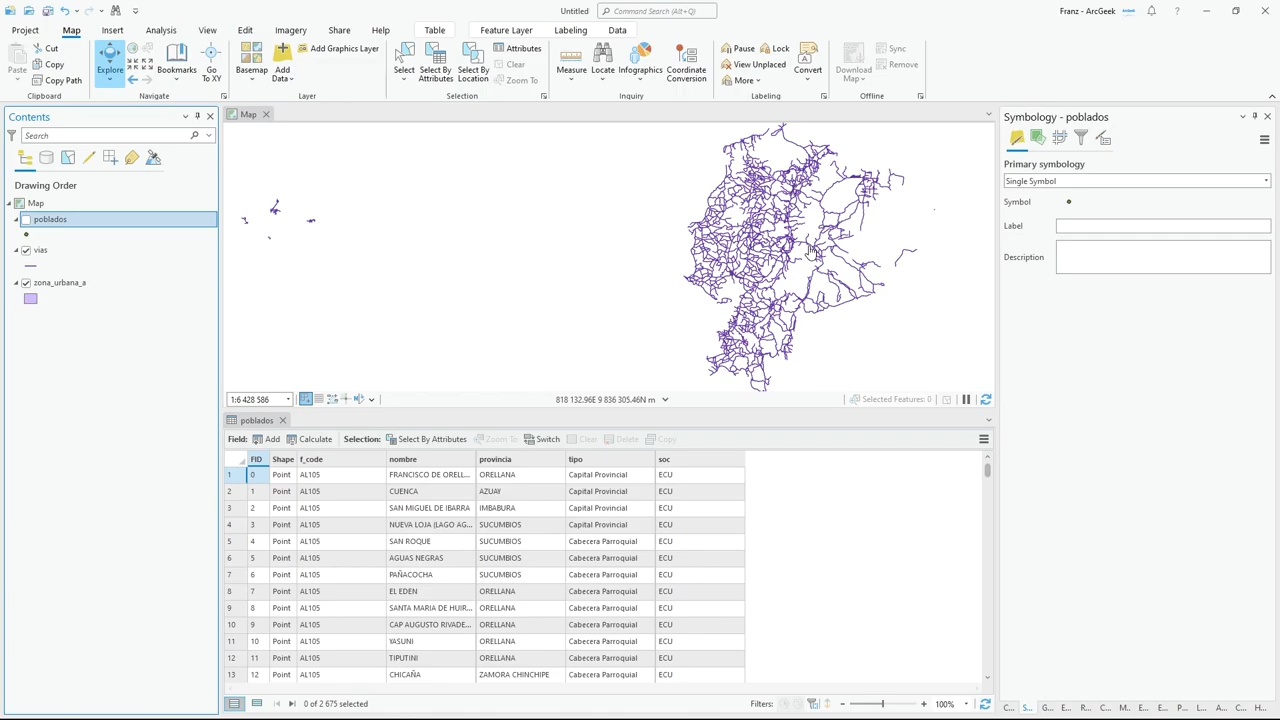 Untitled
Command Search (Alt+Q)
Franz - ArcGeek
Project Map Insert Analysis View Edit Imagery Share Help Table Feature Layer Labeling Data
Paste
Cut
Copy
Copy Path
Clipboard
Explore
Bookmarks
Go To XY
Navigate
Basemap
Add Data
Add Graphics Layer
Layer
Select
Select By Attributes
Select By Location
Attributes
Clear
Zoom To
Selection
Measure
Locate
Infographics
Coordinate Conversion
Inquiry
Pause
Lock
View Unplaced
More
Convert
Labeling
Download Map
Sync
Remove
Offline
Contents
Search
Drawing Order
Map
poblados
vias
zona_urbana_a
Map
1:6 428 586
818 132.96E 9 836 305.46N m
Selected Features: 0
poblados
Field: Add Calculate Selection: Select By Attributes Zoom To Switch Clear Delete Copy
FID Shape f_code nombre provincia tipo soc
1 0 Point AL105 FRANCISCO DE ORELL... ORELLANA Capital Provincial ECU
2 1 Point AL105 CUENCA AZUAY Capital Provincial ECU
3 2 Point AL105 SAN MIGUEL DE IBARRA IMBABURA Capital Provincial ECU
4 3 Point AL105 NUEVA LOJA (LAGO AG... SUCUMBIOS Capital Provincial ECU
5 4 Point AL105 SAN ROQUE SUCUMBIOS Cabecera Parroquial ECU
6 5 Point AL105 AGUAS NEGRAS SUCUMBIOS Cabecera Parroquial ECU
7 6 Point AL105 PAÑACOCHA SUCUMBIOS Cabecera Parroquial ECU
8 7 Point AL105 EL EDEN ORELLANA Cabecera Parroquial ECU
9 8 Point AL105 SANTA MARIA DE HUIR... ORELLANA Cabecera Parroquial ECU
10 9 Point AL105 CAP AUGUSTO RIVADE... ORELLANA Cabecera Parroquial ECU
11 10 Point AL105 YASUNI ORELLANA Cabecera Parroquial ECU
12 11 Point AL105 TIPUTINI ORELLANA Cabecera Parroquial ECU
13 12 Point AL105 CHICAÑA ZAMORA CHINCHIPE Cabecera Parroquial ECU
0 of 2 675 selected
Filters:
100%
Symbology - poblados
Primary symbology
Single Symbol
Symbol
Label
Description
C... S... G... E... E... C... M... E... P... L... A... C... H...